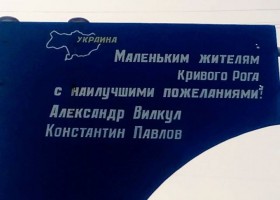 УКРАИНА
Маленьким жителям
Кривого Рога
с наилучшими пожеланиями!
Александр Вилкул
Константин Павлов